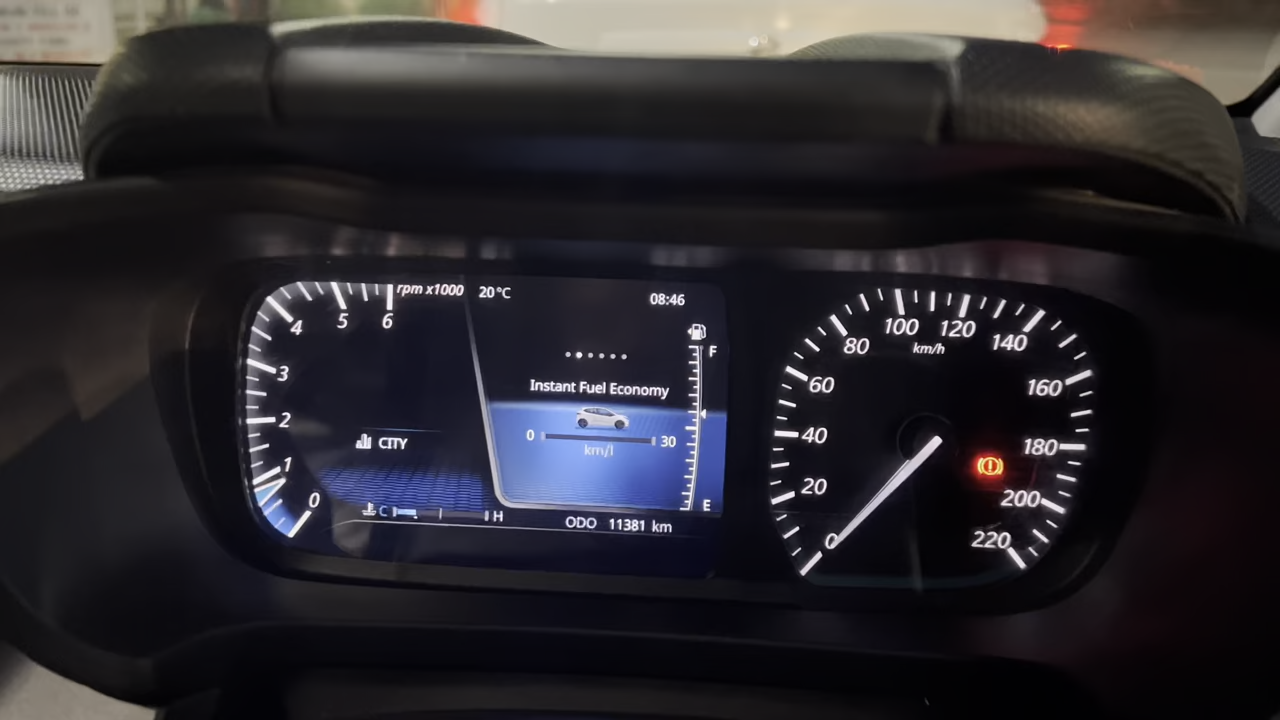 rpm x1000
20°C
08:46
4
5
6
3
2
1
0
F
Instant Fuel Economy
0
30
km/l
CITY
E
C
H
ODO 11381 km
100
120
80
km/h
140
60
160
40
180
20
200
0
220